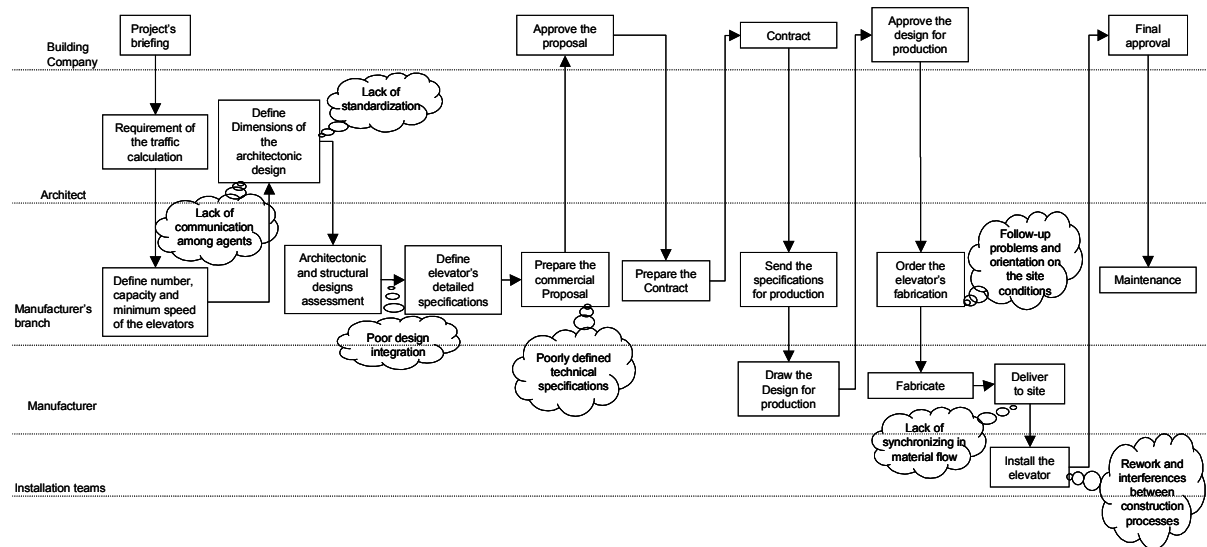 Building
Company
Project's
briefing
Approve the
proposal
Contract
Approve the
design for
production
Final
approval
Architect
Requirement of
the traffic
calculation
Define
Dimensions of
the
architectonic
design
Lack of
standardization
Lack of
communication
among agents
Manufacturer's
branch
Define number,
capacity and
minimum speed
of the elevators
Architectonic
and structural
designs
assessment
Define
elevator's
detailed
specifications
Prepare the
commercial
Proposal
Prepare the
Contract
Send the
specifications
for production
Order the
elevator's
fabrication
Follow-up
problems and
orientation on
the site
conditions
Maintenance
Poor design
integration
Poorly defined
technical
specifications
Manufacturer
Draw the
Design for
production
Fabricate
Deliver
to site
Lack of
synchronizing in
material flow
Installation teams
Install the
elevator
Rework and
interferences
between
construction
processes